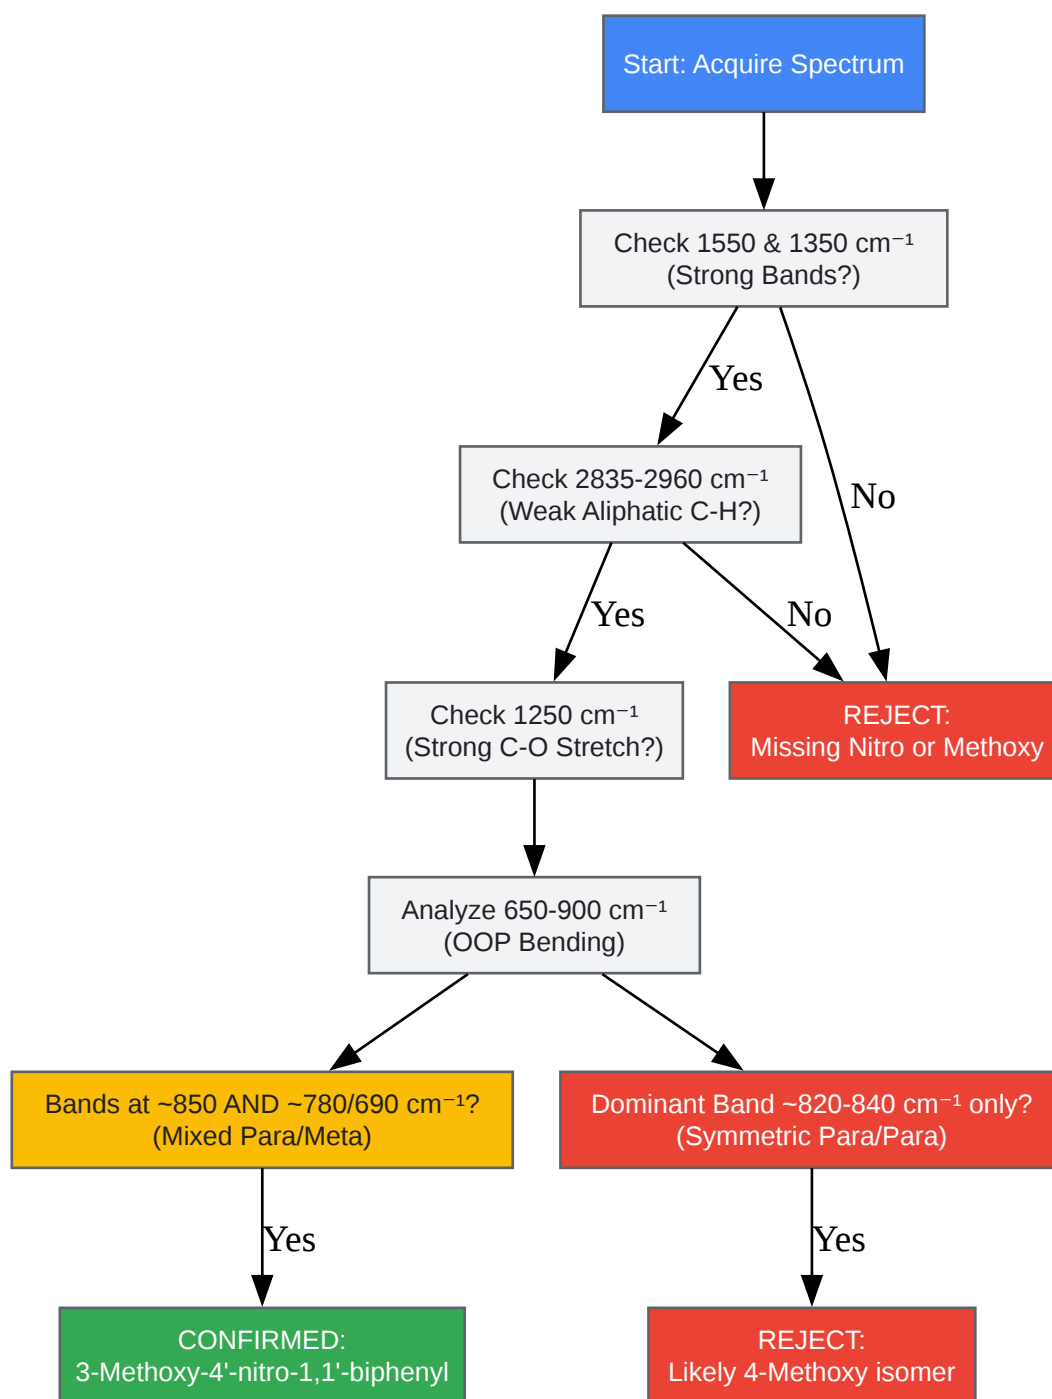 Start: Acquire Spectrum
Check 1550 & 1350 cm⁻¹
(Strong Bands?)
Yes
No
Check 2835-2960 cm⁻¹
(Weak Aliphatic C-H?)
Yes
No
Check 1250 cm⁻¹
(Strong C-O Stretch?)
REJECT:
Missing Nitro or Methoxy
Analyze 650-900 cm⁻¹
(OOP Bending)
Bands at ~850 AND ~780/690 cm⁻¹?
(Mixed Para/Meta)
Dominant Band ~820-840 cm⁻¹ only?
(Symmetric Para/Para)
Yes
Yes
CONFIRMED:
3-Methoxy-4'-nitro-1,1'-biphenyl
REJECT:
Likely 4-Methoxy isomer